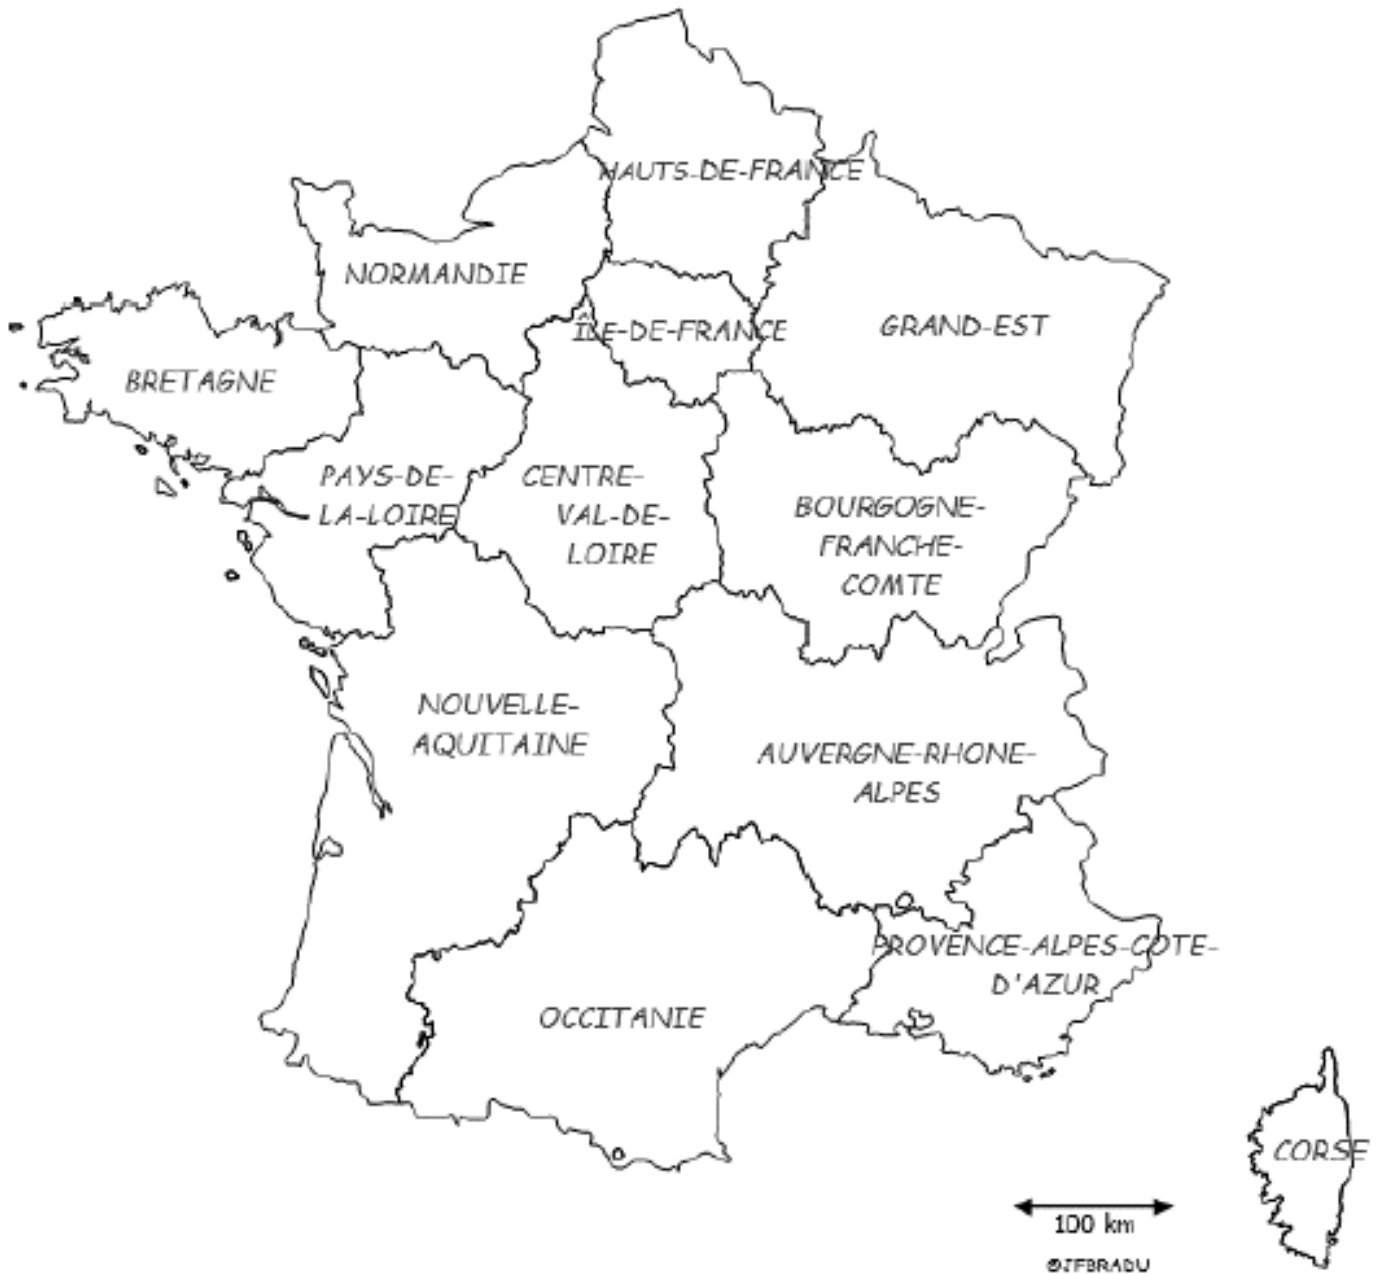 HAUTS-DE-FRANCE
NORMANDIE
ÎLE-DE-FRANCE
GRAND-EST
BRETAGNE
PAYS-DE-
LA-LOIRE
CENTRE-
VAL-DE-
LOIRE
BOURGOGNE-
FRANCHE-
COMTE
NOUVELLE-
AQUITAINE
AUVERGNE-RHONE-
ALPES
PROVENCE-ALPES-COTE-
D'AZUR
OCCITANIE
CORSE
100 km
©JFBRADU